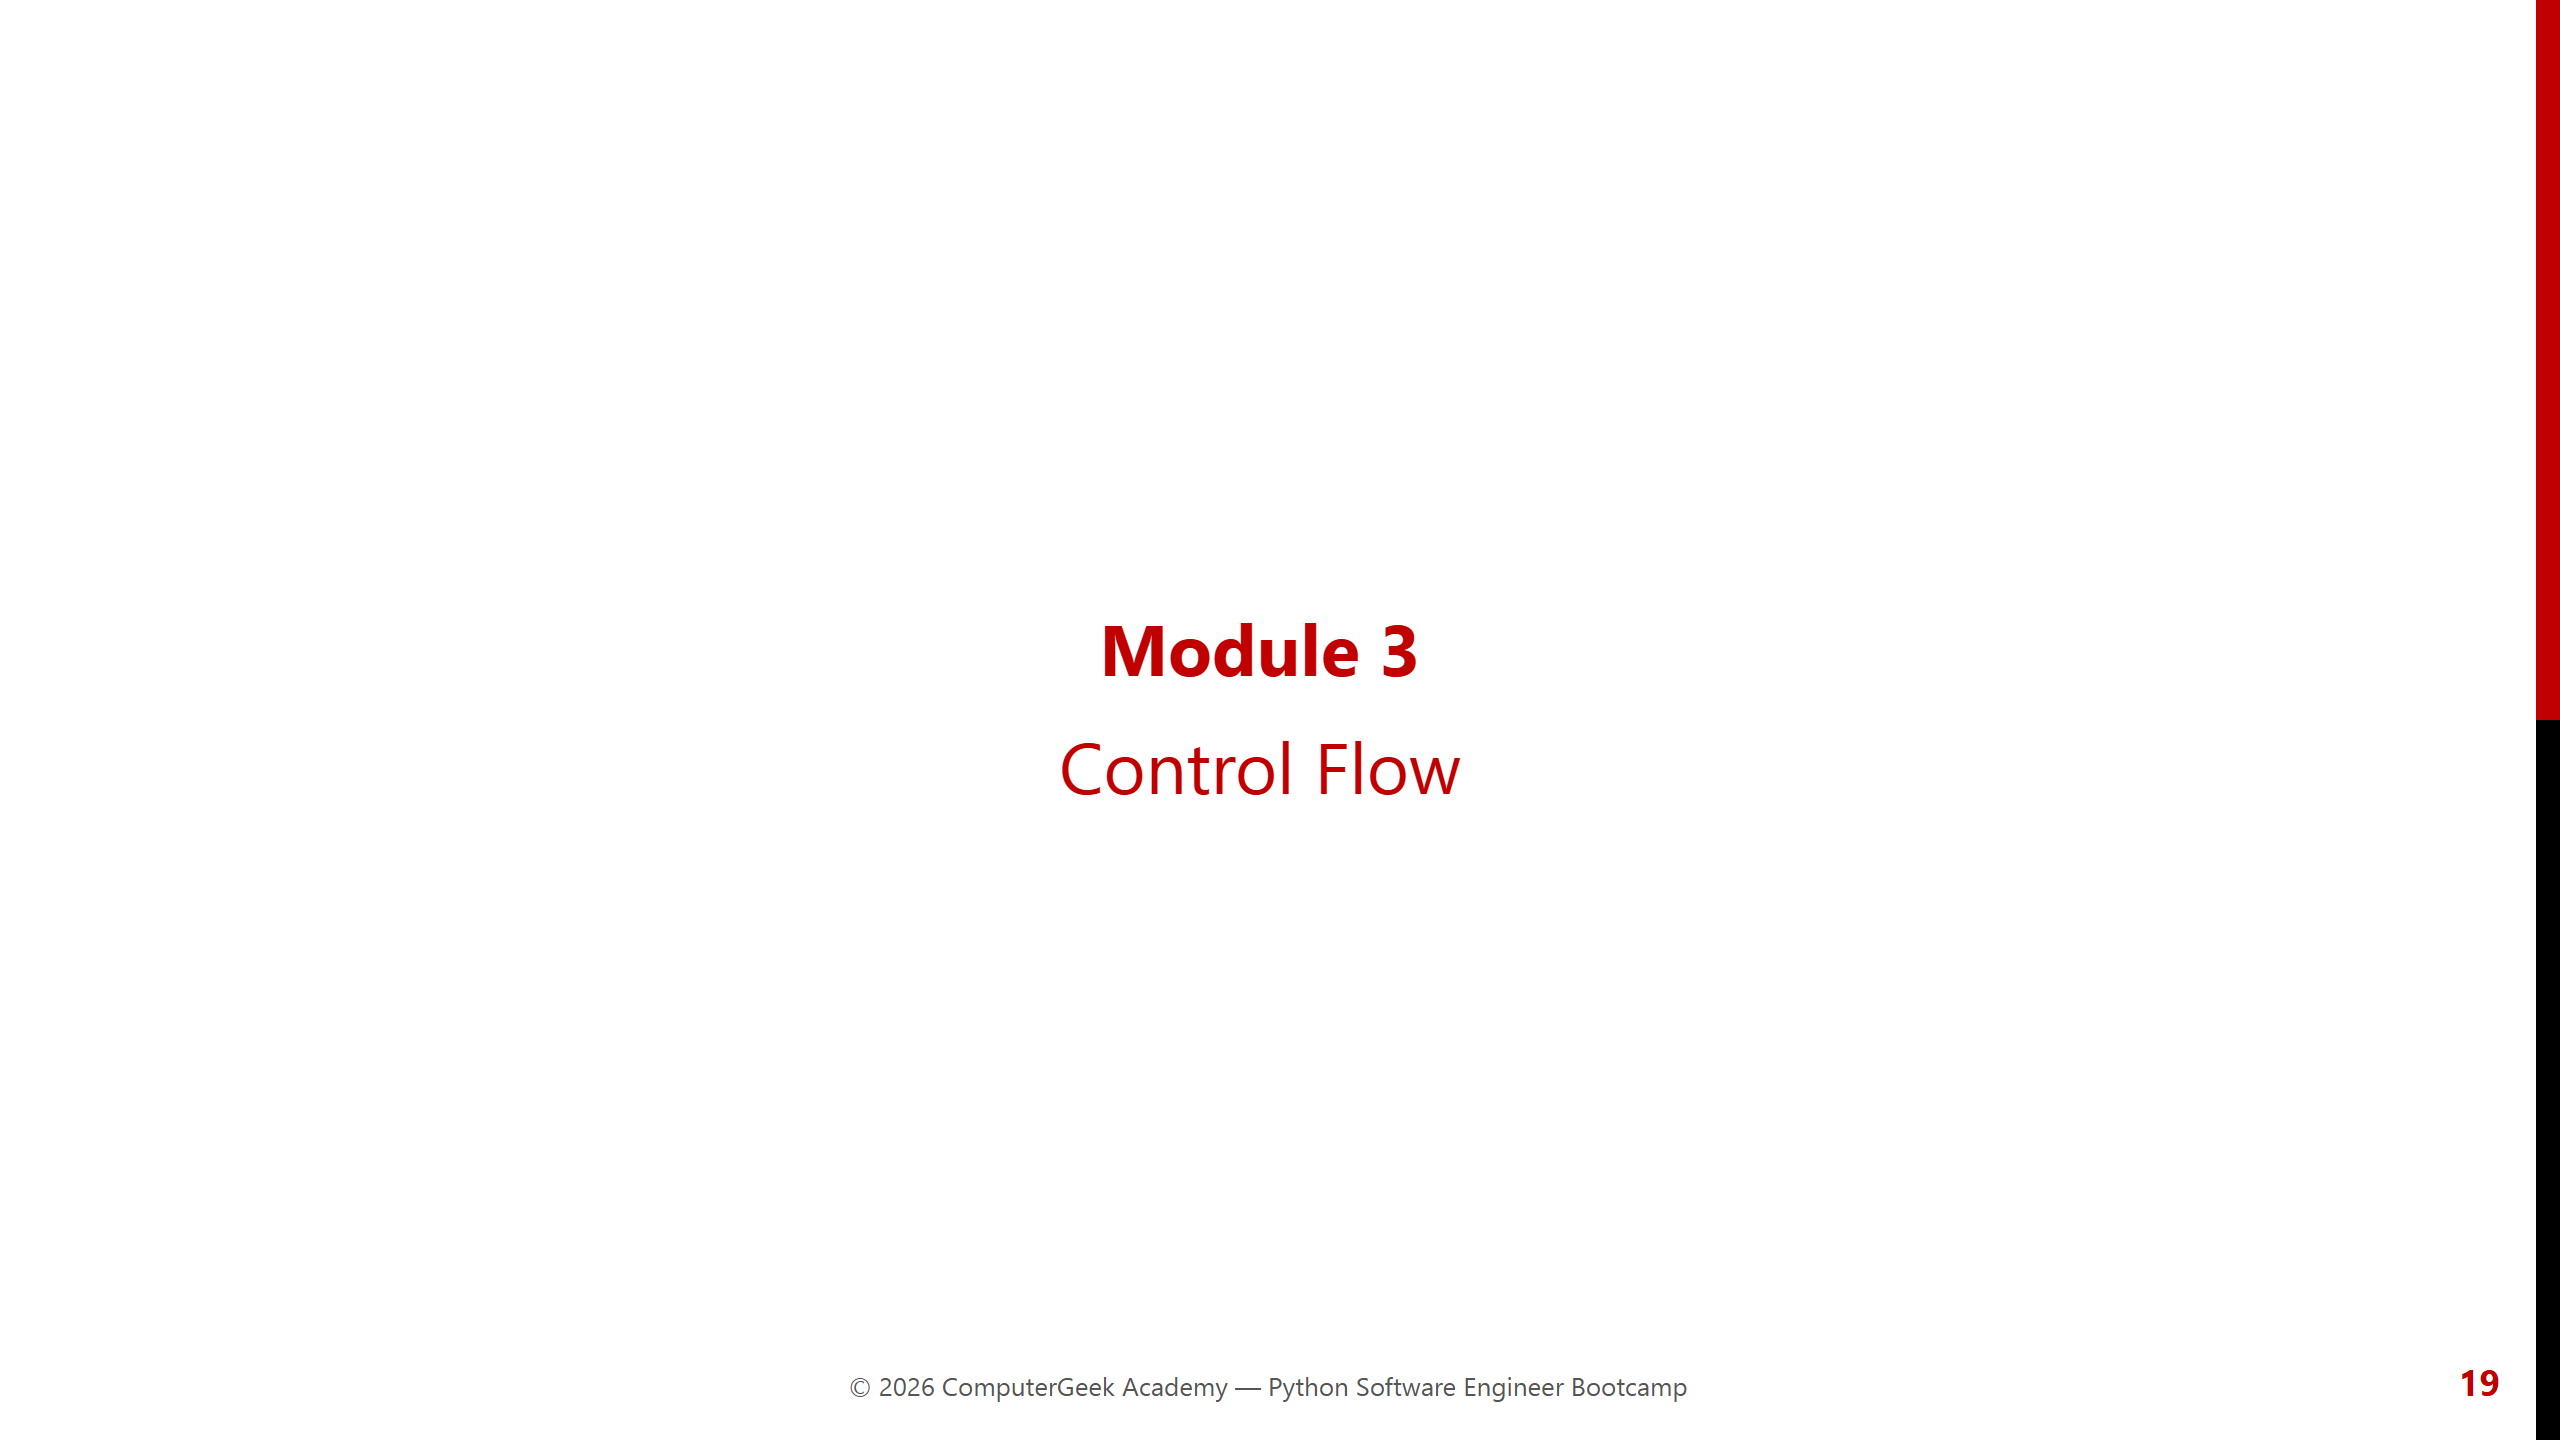 Module 3
Control Flow
© 2026 ComputerGeek Academy — Python Software Engineer Bootcamp
19